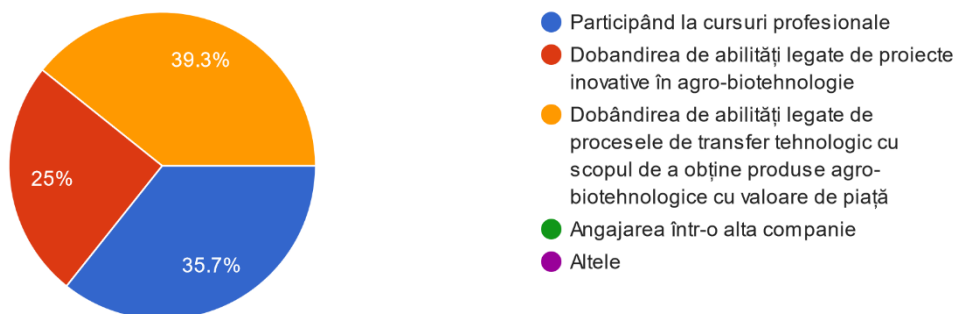 39.3%
25%
35.7%
Participând la cursuri profesionale
Dobandirea de abilități legate de proiecte
inovative în agro-biotehnologie
Dobândirea de abilități legate de
procesele de transfer tehnologic cu
scopul de a obține produse agro-
biotehnologice cu valoare de piață
Angajarea într-o alta companie
Altele